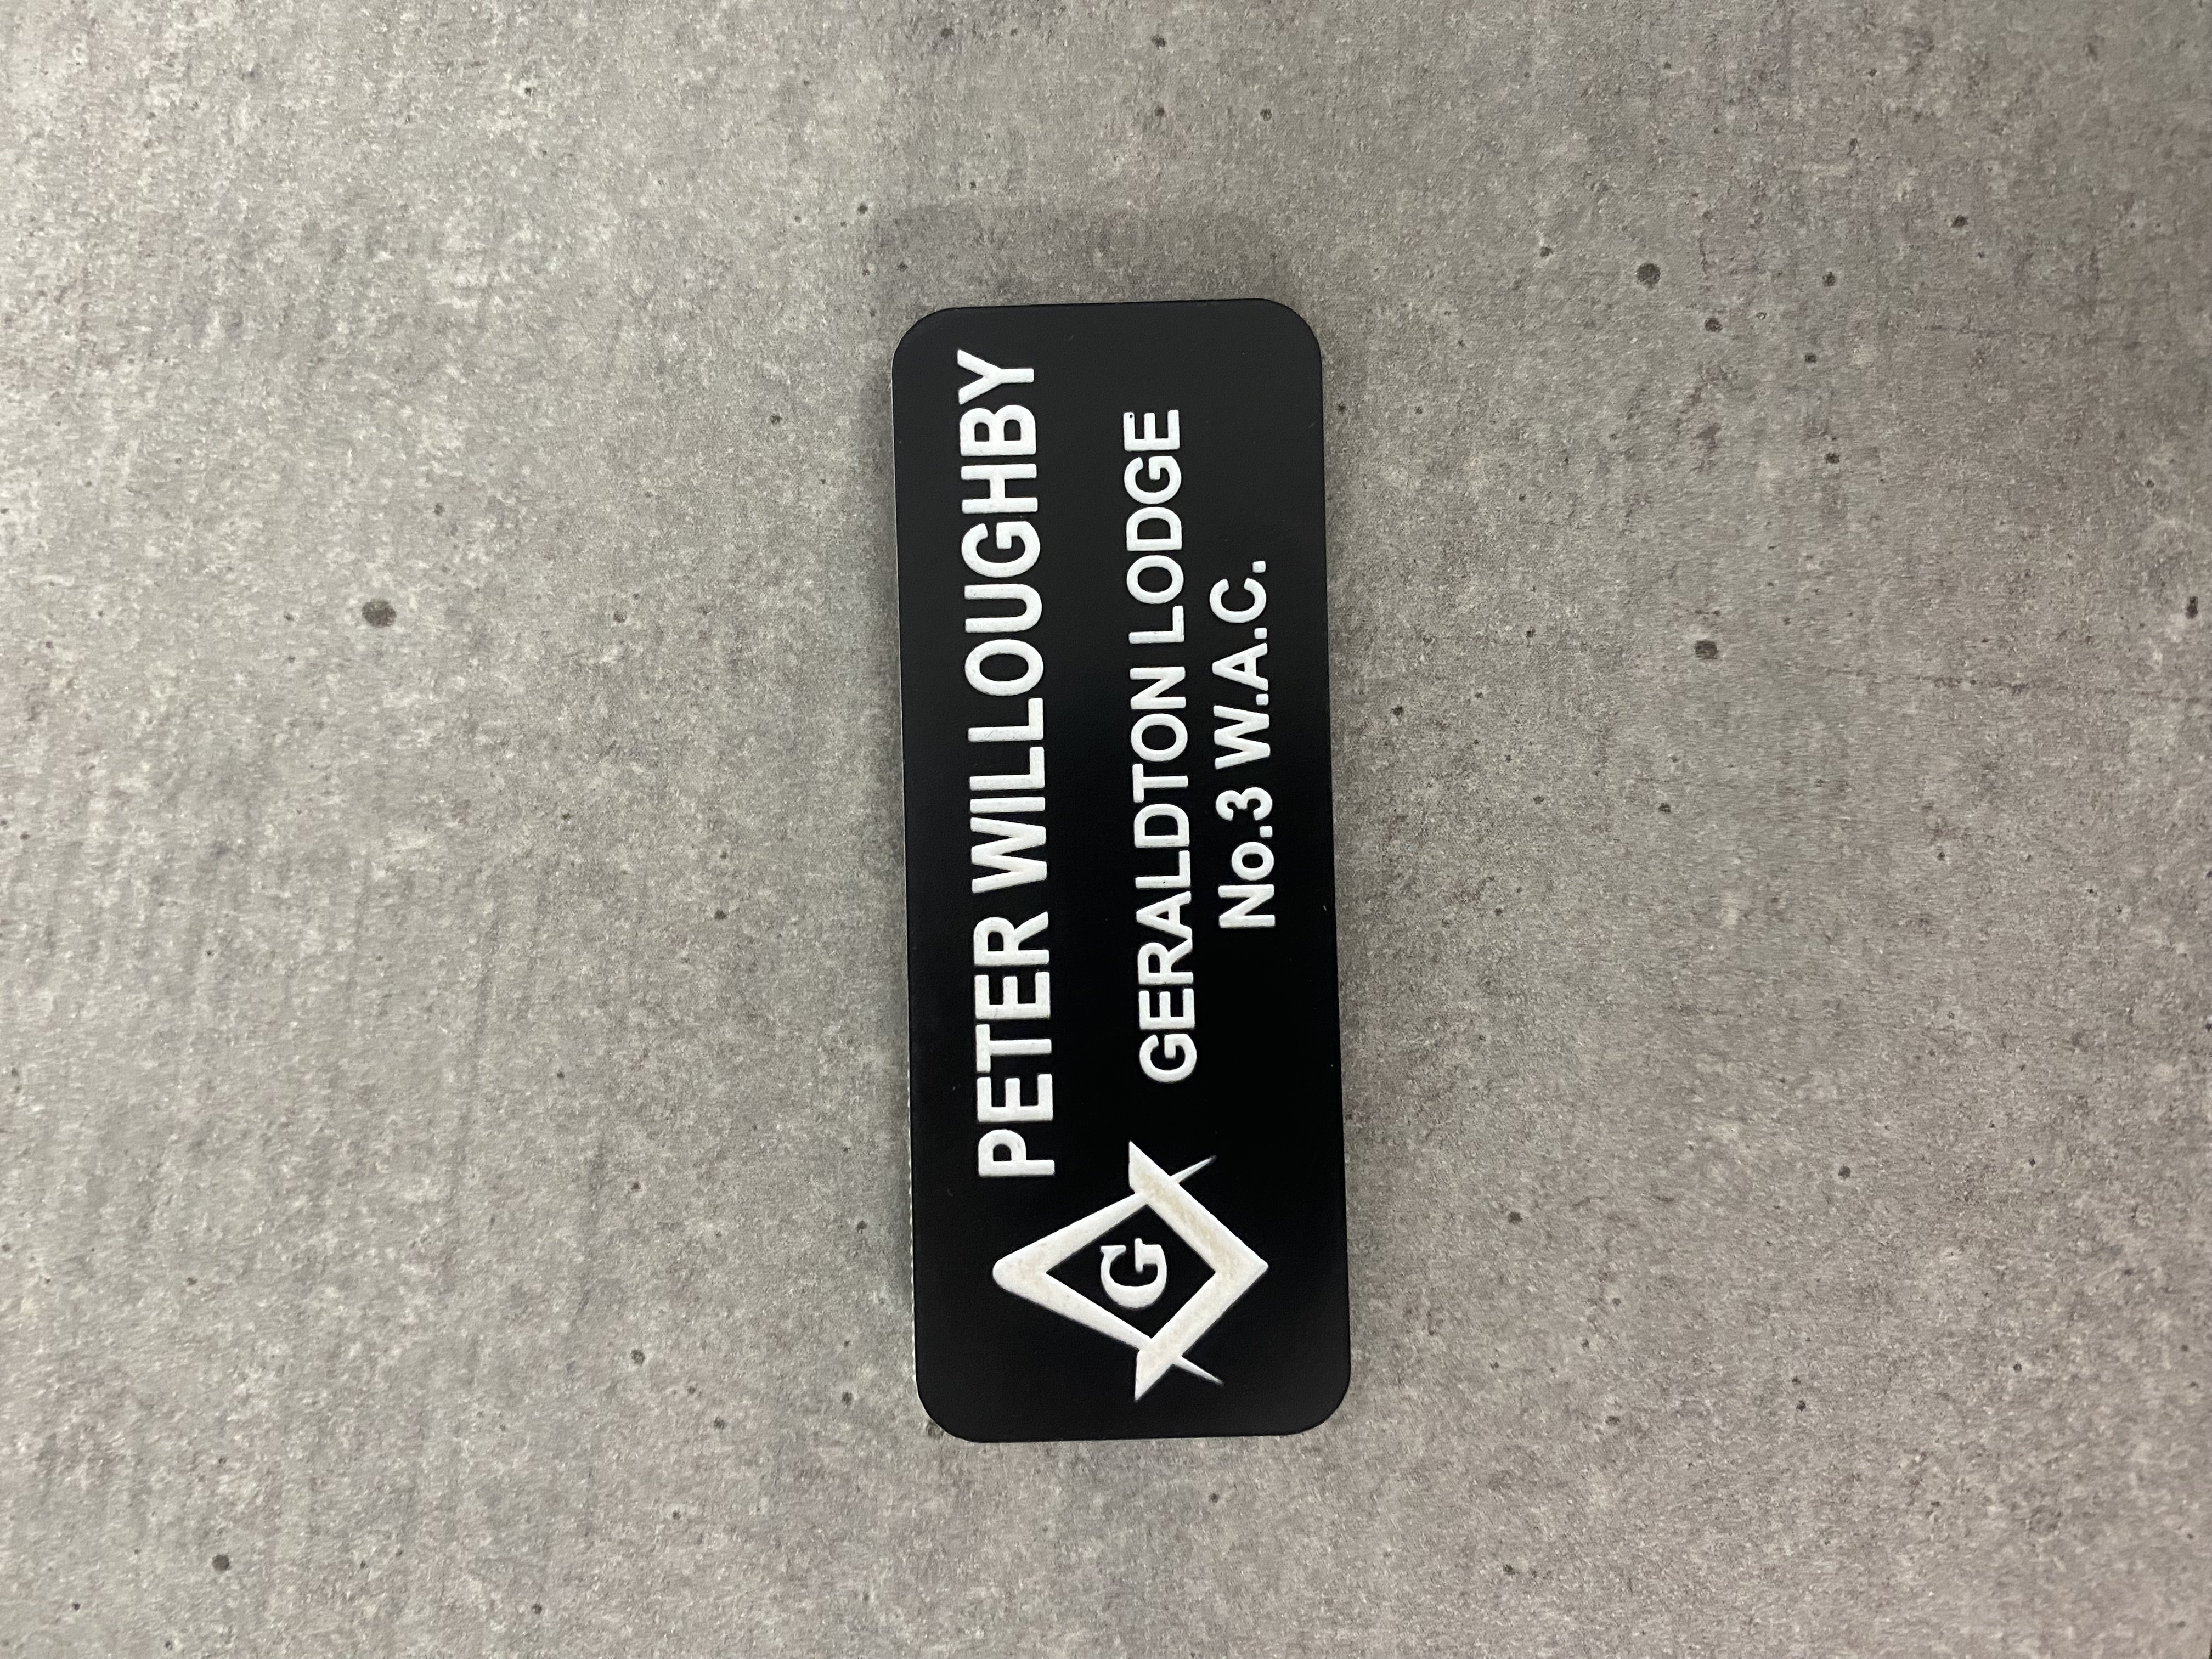 PETER WILLOUGHBY
GERALDTON LODGE
No.3 W.A.C.
G